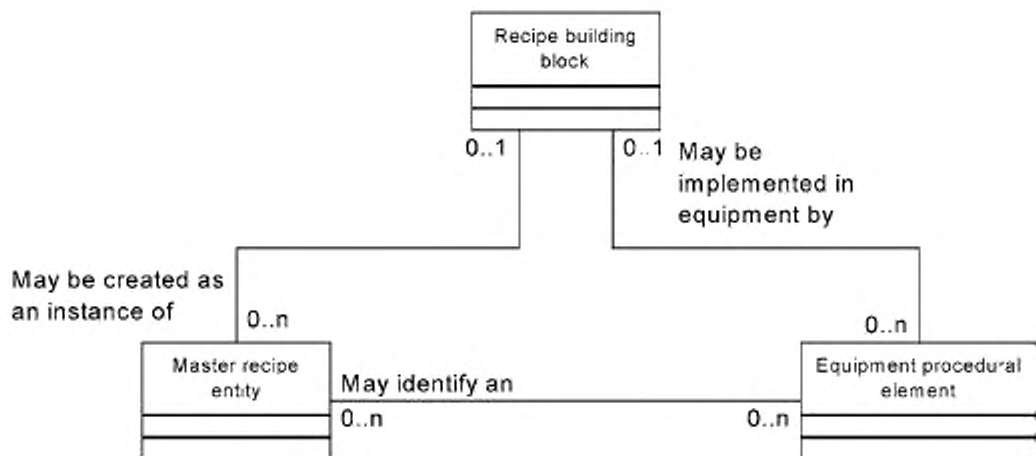 Recipe building
block
0..1
0..1
May be
implemented in
equipment by
May be created as
an instance of
0..n
0..n
Master recipe
entity
May identify an
0..n
0..n
Equipment procedural
element